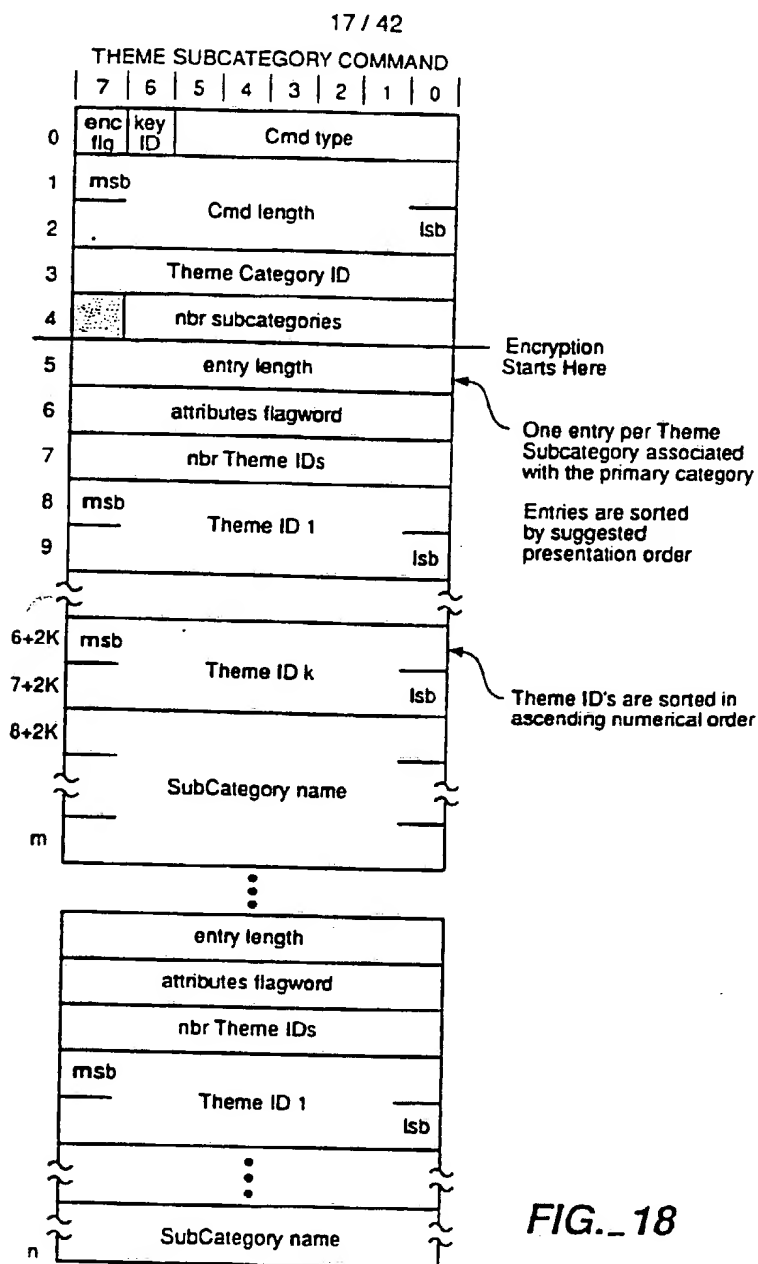 17 / 42
THEME SUBCATEGORY COMMAND
7 6 5 4 3 2 1 0
0 enc flg key ID Cmd type
1 msb
Cmd length
2 lsb
3 Theme Category ID
4 nbr subcategories
Encryption
Starts Here
5 entry length
6 attributes flagword
One entry per Theme
Subcategory associated
with the primary category
7 nbr Theme IDs
8 msb
Theme ID 1
9 lsb
Entries are sorted
by suggested
presentation order
6+2K msb
Theme ID k
7+2K lsb
Theme ID's are sorted in
ascending numerical order
8+2K
SubCategory name
m
entry length
attributes flagword
nbr Theme IDs
msb
Theme ID 1
lsb
SubCategory name
n
FIG._18